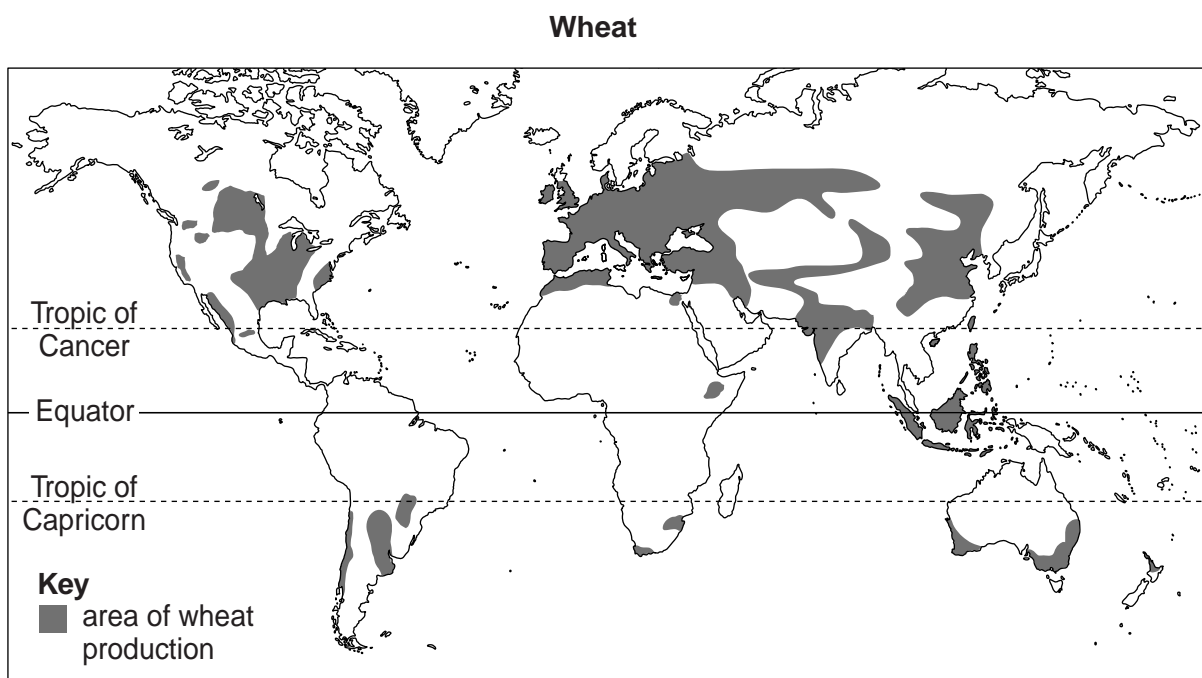 Wheat
Tropic of
Cancer
Equator
Tropic of
Capricorn
Key
area of wheat
production